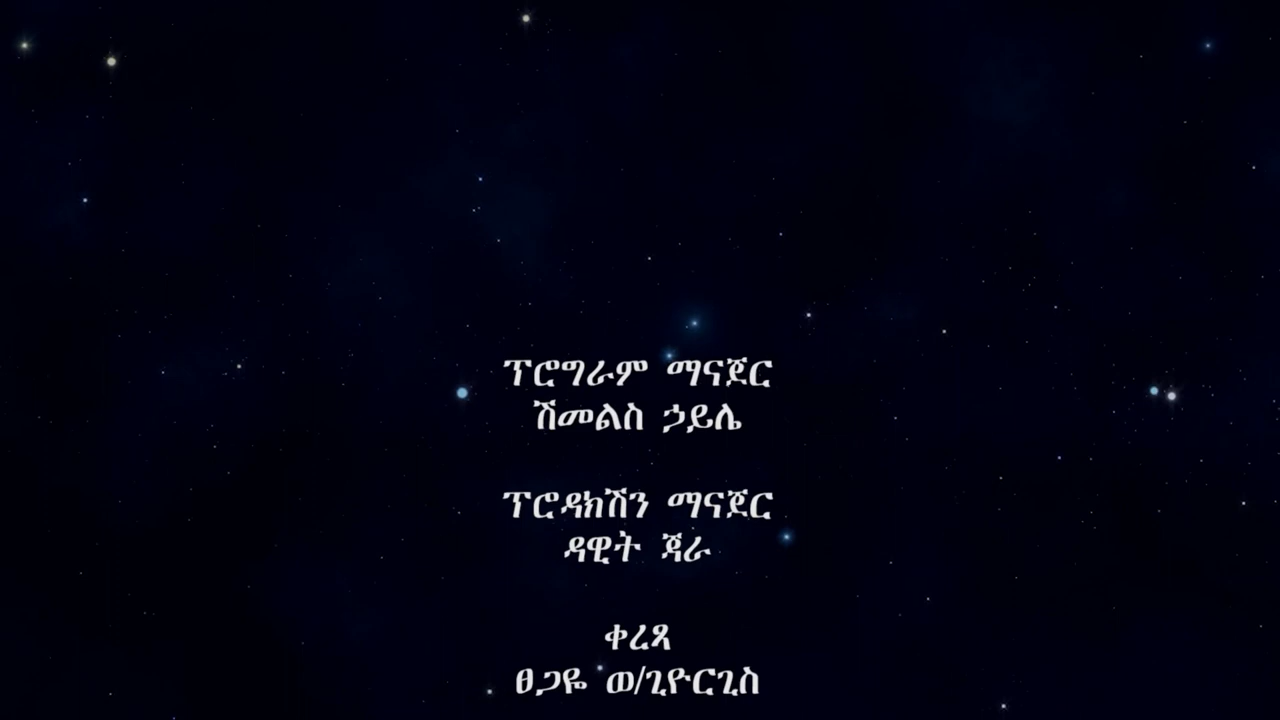 ፕሮግራም ማናጀር
ሽመልስ ኃይሌ
ፕሮዳክሽን ማናጀር
ዳዊት ጃራ
ቀረጻ
ፀጋዬ ወ/ጊዮርጊስ